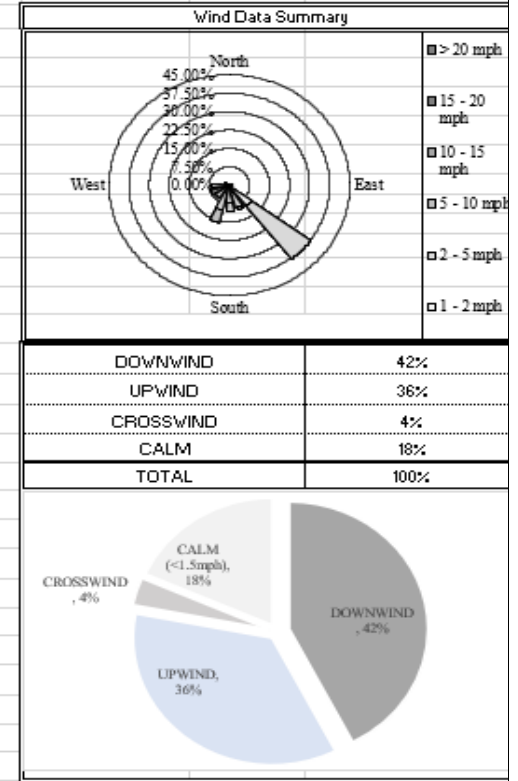 Wind Data Summary
North
45.00%
37.50%
30.00%
22.50%
15.00%
7.50%
0.00%
West
East
South
> 20 mph
15 - 20
mph
10 - 15
mph
5 - 10 mph
2 - 5 mph
1 - 2 mph
DOWNWIND 42%
UPWIND 36%
CROSSWIND 4%
CALM 18%
TOTAL 100%
CALM
(<1.5mph),
18%
CROSSWIND
, 4%
DOWNWIND
, 42%
UPWIND,
36%